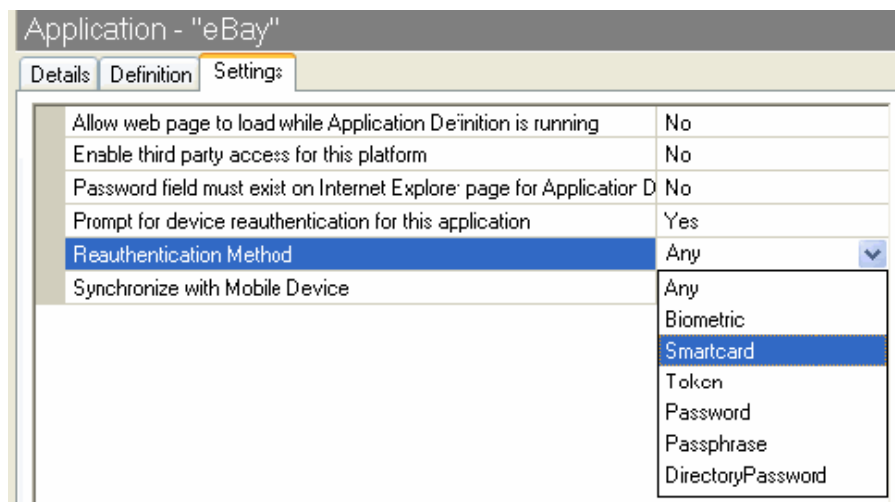 Application - "eBay"
Details Definition Settings
Allow web page to load while Application Definition is running No
Enable third party access for this platform No
Password field must exist on Internet Explorer page for Application D No
Prompt for device reauthentication for this application Yes
Reauthentication Method Any
Synchronize with Mobile Device
Any
Biometric
Smartcard
Token
Password
Passphrase
DirectoryPassword